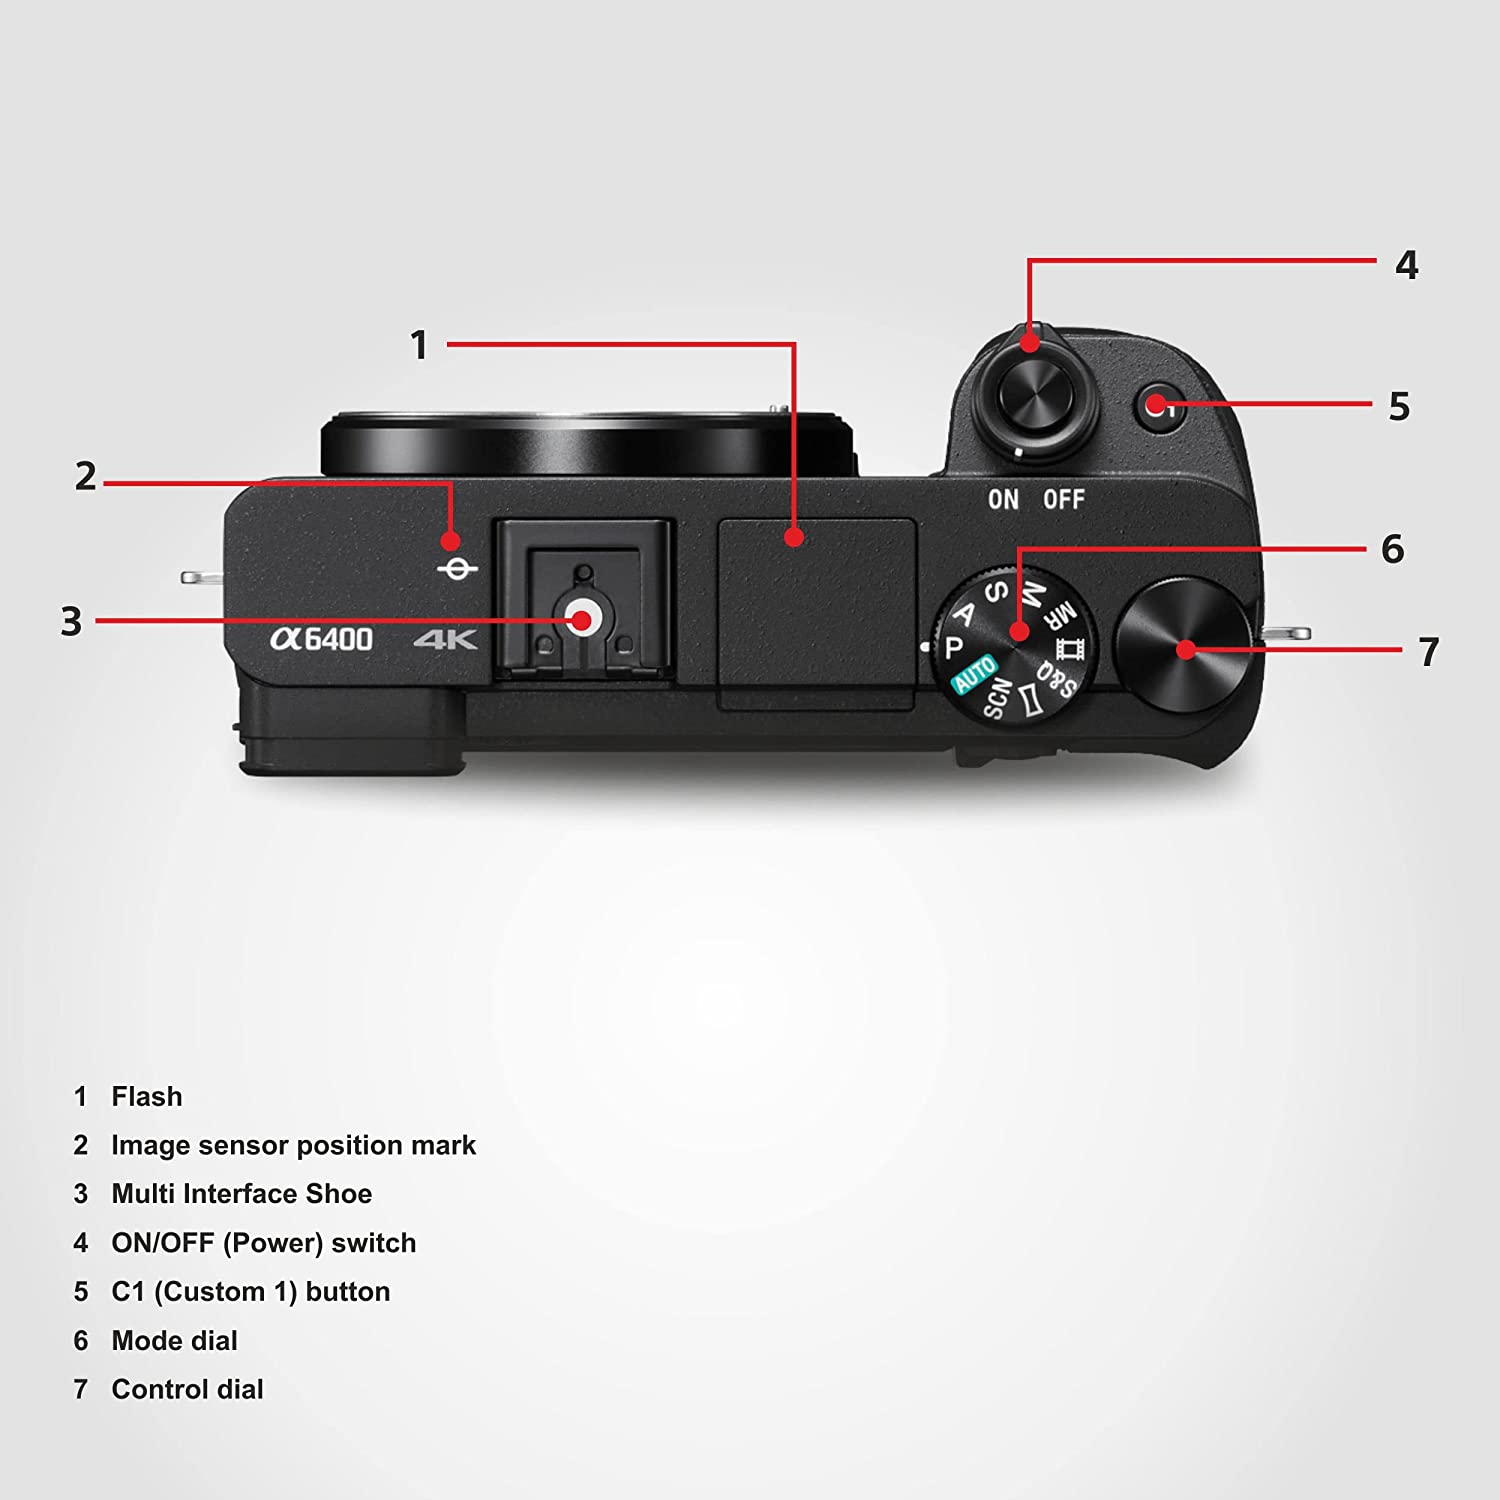 4
1
5
2
ON OFF
6
3
α6400 4K
P
A
S
M
MR
S&Q
SCN
AUTO
7
1 Flash
2 Image sensor position mark
3 Multi Interface Shoe
4 ON/OFF (Power) switch
5 C1 (Custom 1) button
6 Mode dial
7 Control dial